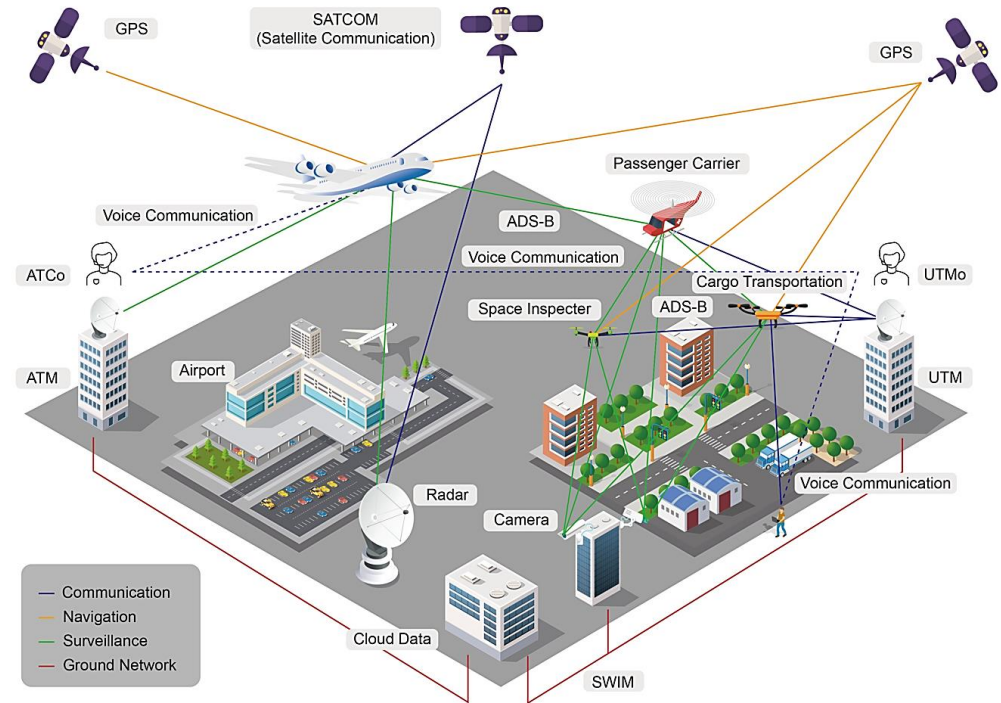 GPS
SATCOM
(Satellite Communication)
GPS
Passenger Carrier
Voice Communication
ADS-B
Voice Communication
ATCo
UTMo
Cargo Transportation
Space Inspecter
ADS-B
ATM
Airport
UTM
Radar
Voice Communication
Camera
Communication
Navigation
Surveillance
Ground Network
Cloud Data
SWIM